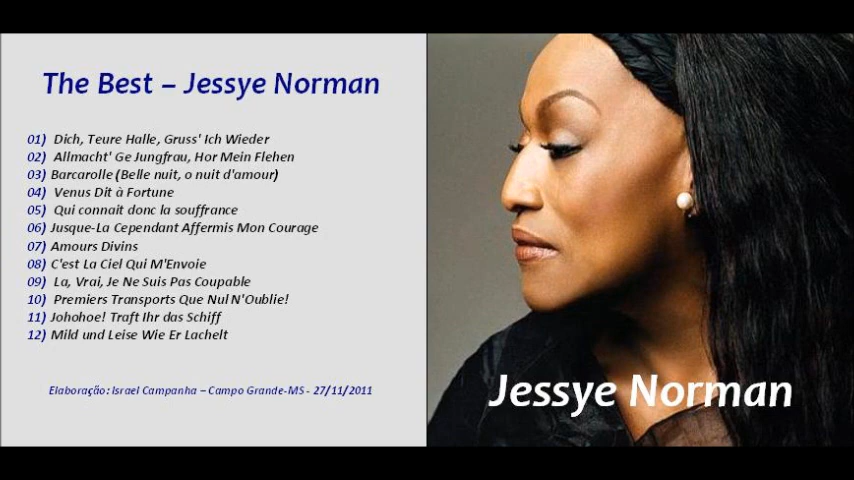 The Best – Jessye Norman
01) Dich, Teure Halle, Gruss' Ich Wieder
02) Allmacht' Ge Jungfrau, Hor Mein Flehen
03) Barcarolle (Belle nuit, o nuit d'amour)
04) Venus Dit à Fortune
05) Qui connait donc la souffrance
06) Jusque-La Cependant Affermis Mon Courage
07) Amours Divins
08) C'est La Ciel Qui M'Envoie
09) La, Vrai, Je Ne Suis Pas Coupable
10) Premiers Transports Que Nul N'Oublie!
11) Johohoe! Traft Ihr das Schiff
12) Mild und Leise Wie Er Lachelt
Elaboração: Israel Campanha – Campo Grande-MS - 27/11/2011
Jessye Norman